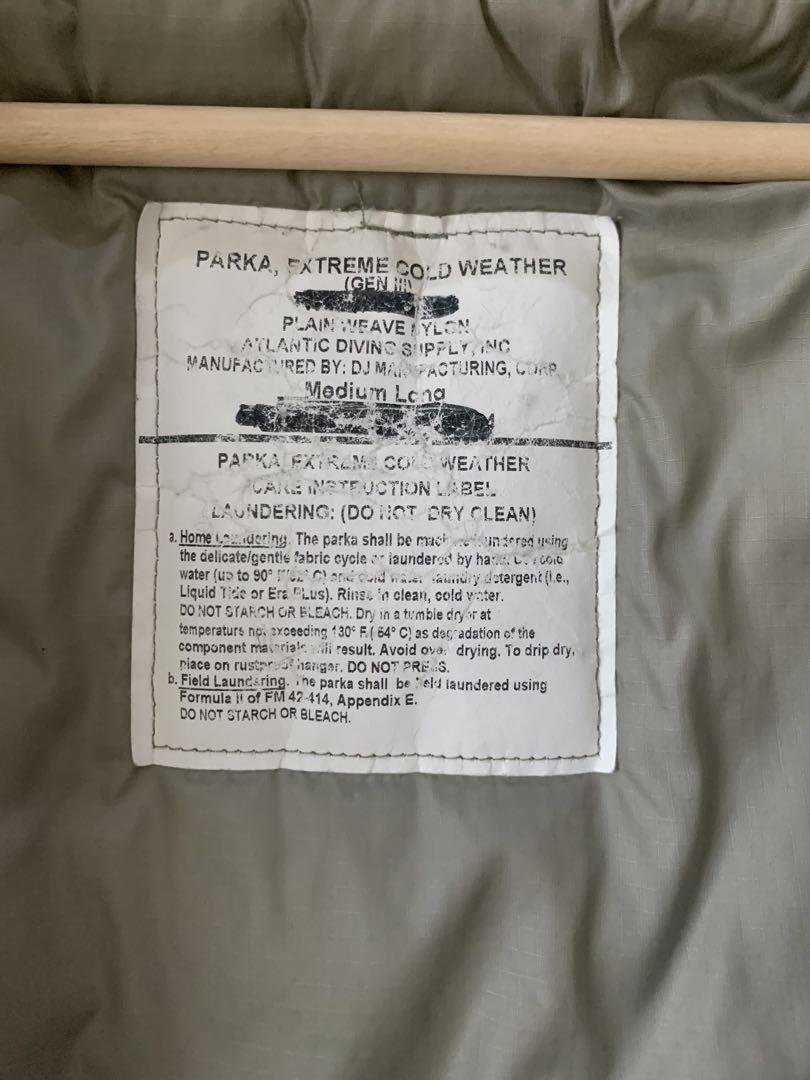 PARKA, EXTREME COLD WEATHER
(GEN III)
PLAIN WEAVE NYLON
ATLANTIC DIVING SUPPLY, INC
MANUFACTURED BY: DJ MANUFACTURING, CORP.
Medium Long
PARKA, EXTREME COLD WEATHER
CARE INSTRUCTION LABEL
LAUNDERING: (DO NOT DRY CLEAN)
a. Home Laundering. The parka shall be machine laundered using
the delicate/gentle fabric cycle or laundered by hand. cold
water (up to 90° F/32° C) and cold water laundry detergent (i.e.,
Liquid Tide or Era PLus). Rinse in clean, cold water.
DO NOT STARCH OR BLEACH. Dry in a tumble dryer at
temperature not exceeding 130° F.( 54° C) as degradation of the
component materials will result. Avoid over drying. To drip dry,
place on rustproof hanger. DO NOT PRESS.
b. Field Laundering. The parka shall be field laundered using
Formula II of FM 42-414, Appendix E.
DO NOT STARCH OR BLEACH.